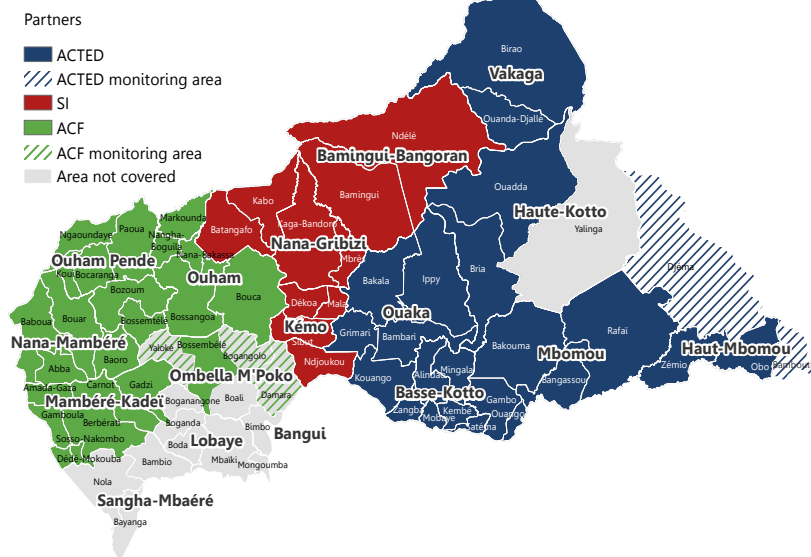 Partners
ACTED
ACTED monitoring area
SI
ACF
ACF monitoring area
Area not covered
Birao
Vakaga
Ouanda-Djallé
Ndélé
Bamingui-Bangoran
Bamingui
Ouadda
Haute-Kotto
Yalinga
Kabo
Markounda
Batangafo
Kaga-Bandoro
Nana-Gribizi
Mbrès
Paoua
Ngaoundaye
Nangha-
Boguila
Nana-Bakassa
Ouham Pende
Koui
Bocaranga
Ouham
Bozoum
Bouca
Bakala
Ippy
Bria
Djéma
Dékoa
Mala
Ouaka
Kémo
Sibut
Grimari
Bambari
Rafaï
Baboua
Bouar
Bossemtélé
Bossangoa
Nana-Mambéré
Yaloké
Bossembélé
Bogangolo
Ndjoukou
Bakouma
Mbomou
Haut-Mbomou
Baoro
Abba
Ombella M'Poko
Kouango
Alindao
Mingala
Bangassou
Zémio
Obo
Bambouti
Amada-Gaza
Carnot
Gadzi
Mambéré-Kadeï
Boganangone
Boali
Damara
Basse-Kotto
Zangba
Mobaye
Kembé
Satéma
Gambo
Ouango
Gamboula
Berbérati
Boganda
Bimbo
Bangui
Sosso-Nakombo
Boda
Lobaye
Dédé-Mokouba
Bambio
Mbaïki
Mongoumba
Nola
Sangha-Mbaéré
Bayanga